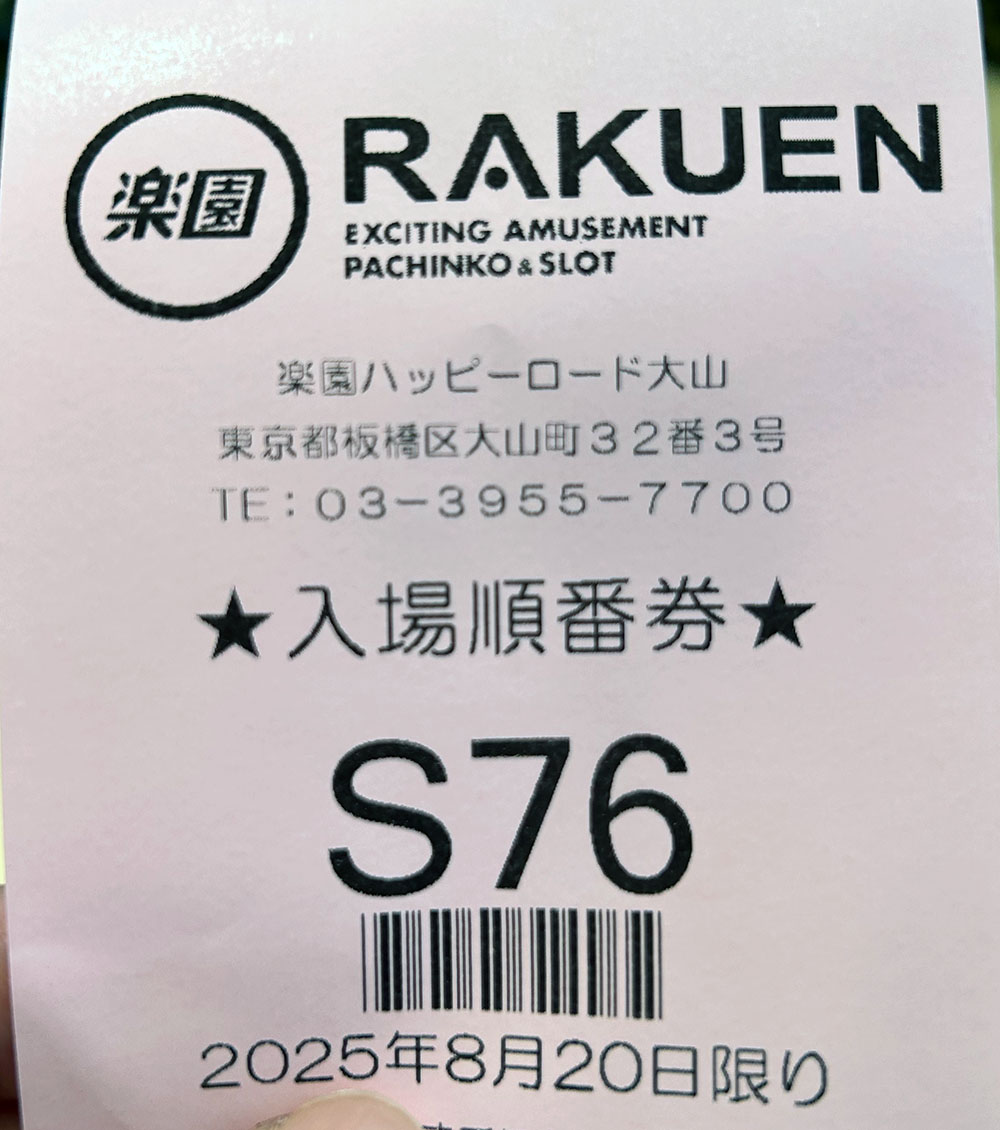 楽園
RAKUEN
EXCITING AMUSEMENT
PACHINKO & SLOT
楽園ハッピーロード大山
東京都板橋区大山町３２番３号
TE：０３－３９５５－７７００
★入場順番券★
S76
2025年8月20日限り